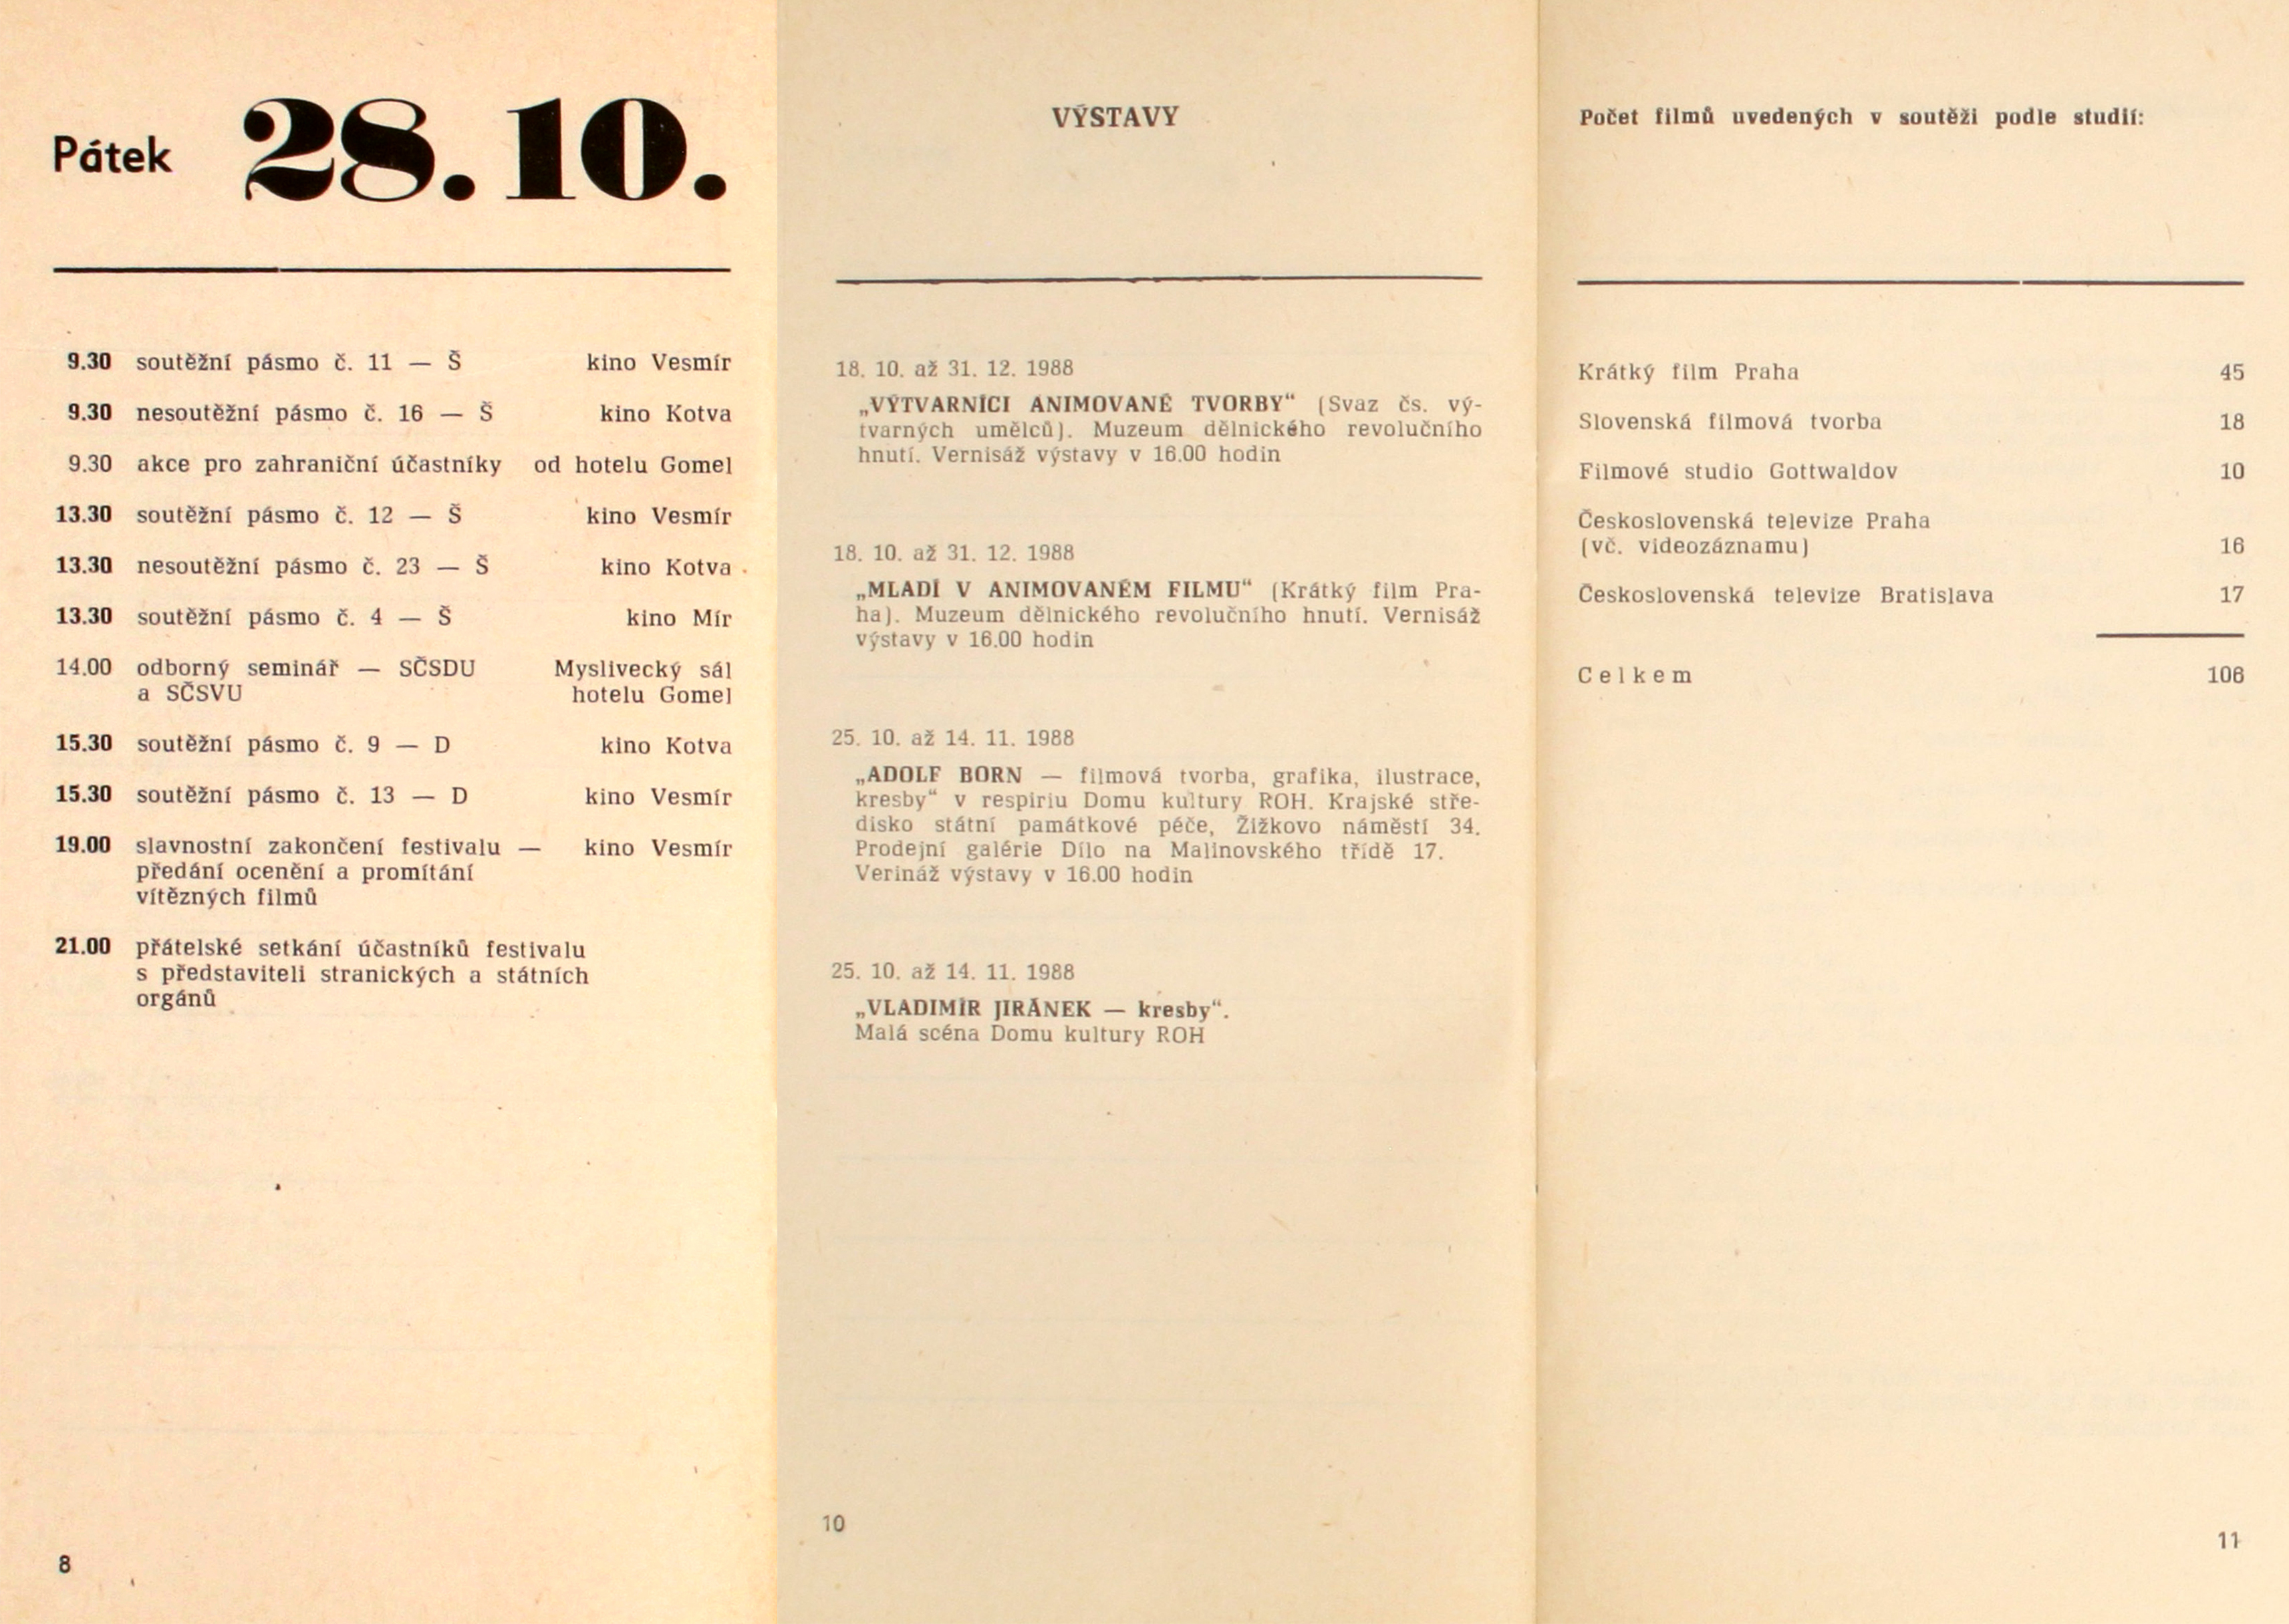 Pátek 28. 10.
9.30 soutěžní pásmo č. 11 — Š kino Vesmír
9.30 nesoutěžní pásmo č. 16 — Š kino Kotva
9.30 akce pro zahraniční účastníky od hotelu Gomel
13.30 soutěžní pásmo č. 12 — Š kino Vesmír
13.30 nesoutěžní pásmo č. 23 — Š kino Kotva
13.30 soutěžní pásmo č. 4 — Š kino Mír
14.00 odborný seminář — SČSDU Myslivecký sál
a SČSVU hotelu Gomel
15.30 soutěžní pásmo č. 9 — D kino Kotva
15.30 soutěžní pásmo č. 13 — D kino Vesmír
19.00 slavnostní zakončení festivalu — kino Vesmír
předání ocenění a promítání
vítězných filmů
21.00 přátelské setkání účastníků festivalu
s představiteli stranických a státních
orgánů
8
VÝSTAVY
18. 10. až 31. 12. 1988
„VÝTVARNÍCI ANIMOVANÉ TVORBY“ (Svaz čs. vý-
tvarných umělců). Muzeum dělnického revolučního
hnutí. Vernisáž výstavy v 16.00 hodin
18. 10. až 31. 12. 1988
„MLADÍ V ANIMOVANÉM FILMU“ (Krátký film Pra-
ha). Muzeum dělnického revolučního hnutí. Vernisáž
výstavy v 16.00 hodin
25. 10. až 14. 11. 1988
„ADOLF BORN — filmová tvorba, grafika, ilustrace,
kresby“ v respiriu Domu kultury ROH. Krajské stře-
disko státní památkové péče, Žižkovo náměstí 34.
Prodejní galérie Dílo na Malinovského třídě 17.
Verináž výstavy v 16.00 hodin
25. 10. až 14. 11. 1988
„VLADIMÍR JIRÁNEK — kresby“.
Malá scéna Domu kultury ROH
10
Počet filmů uvedených v soutěži podle studií:
Krátký film Praha 45
Slovenská filmová tvorba 18
Filmové studio Gottwaldov 10
Československá televize Praha
(vč. videozáznamu) 16
Československá televize Bratislava 17
Celkem 106
11